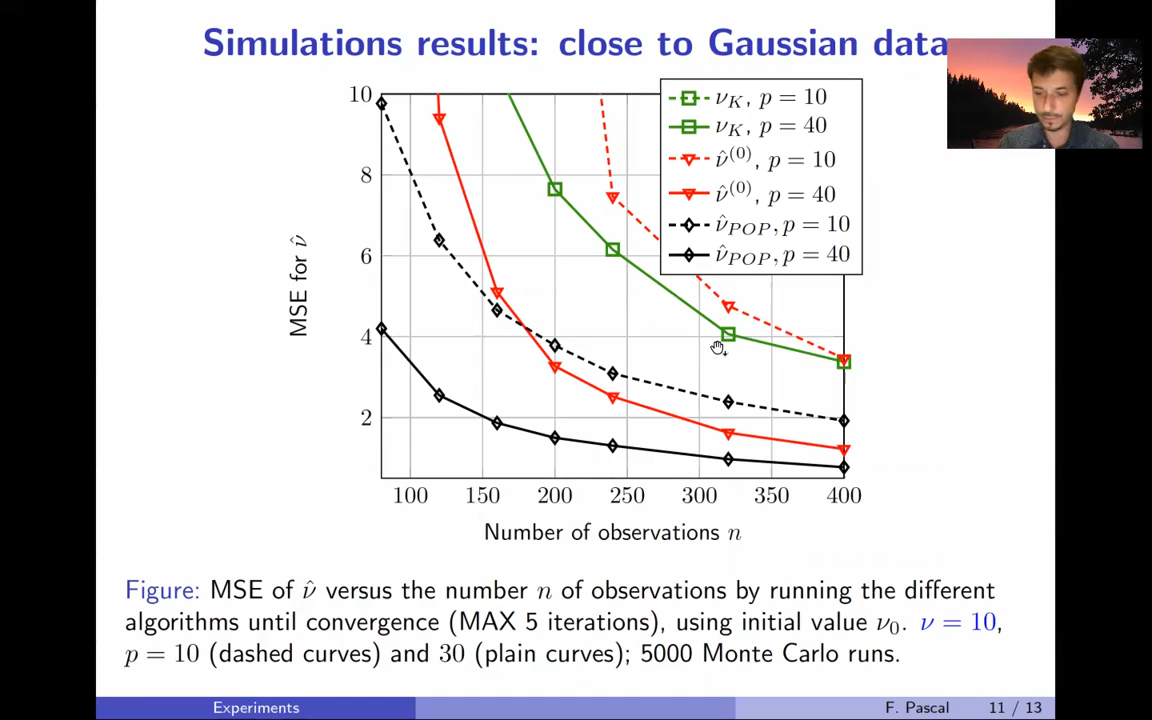 Simulations results: close to Gaussian data
10
8
6
4
2
MSE for ν̂
ν_K, p = 10
ν_K, p = 40
ν̂^(0), p = 10
ν̂^(0), p = 40
ν̂_POP, p = 10
ν̂_POP, p = 40
100 150 200 250 300 350 400
Number of observations n
Figure: MSE of ν̂ versus the number n of observations by running the different
algorithms until convergence (MAX 5 iterations), using initial value ν₀. ν = 10,
p = 10 (dashed curves) and 30 (plain curves); 5000 Monte Carlo runs.
Experiments
F. Pascal
11 / 13